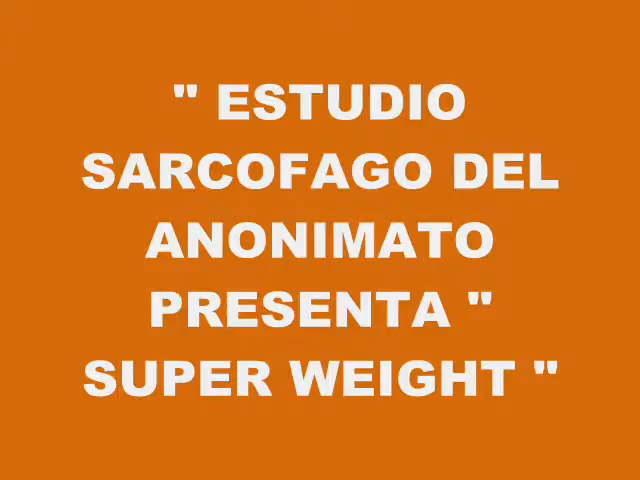 " ESTUDIO
SARCOFAGO DEL
ANONIMATO
PRESENTA "
SUPER WEIGHT "